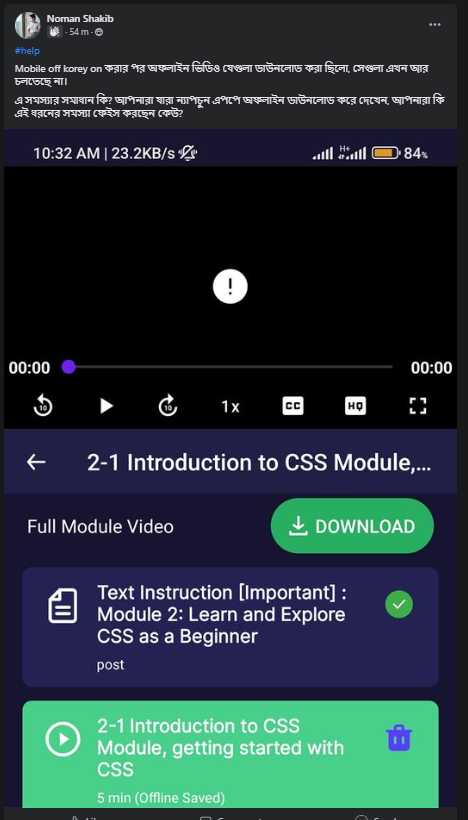 Noman Shakib
54 m
#help
Mobile off korey on করার পর অফলাইন ভিডিও যেগুলা ডাউনলোড করা ছিলো, সেগুলা এখন আর
চলতেছে না।
এ সমস্যার সমাধান কি? আপনারা যারা ন্যাপচুন এপপে অফলাইন ডাউনলোড করে দেখেন, আপনারা কি
এই ধরনের সমস্যা ফেইস করছেন কেউ?
10:32 AM | 23.2KB/s H+ 84%
!
00:00 00:00
10 10 1x CC HQ
2-1 Introduction to CSS Module,...
Full Module Video DOWNLOAD
Text Instruction [Important] :
Module 2: Learn and Explore
CSS as a Beginner
post
2-1 Introduction to CSS
Module, getting started with
CSS
5 min (Offline Saved)